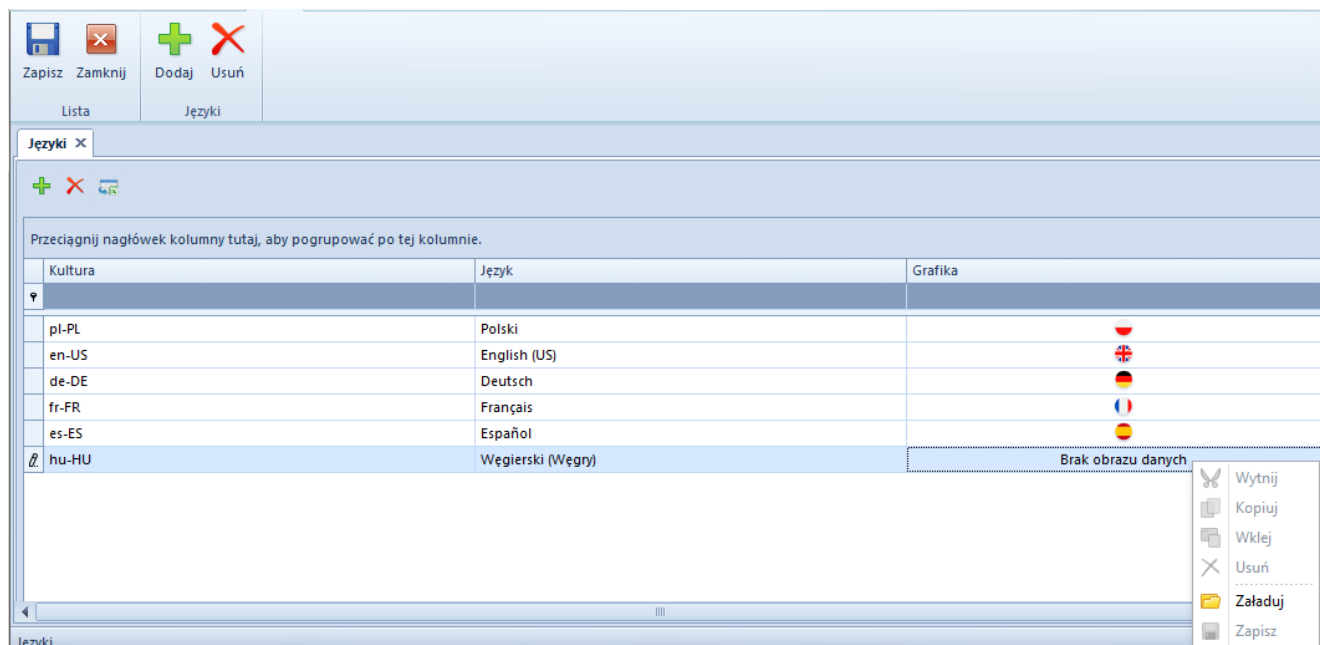 Zapisz Zamknij Dodaj Usuń
Lista Języki
Języki
Przeciągnij nagłówek kolumny tutaj, aby pogrupować po tej kolumnie.
Kultura Język Grafika
pl-PL Polski
en-US English (US)
de-DE Deutsch
fr-FR Français
es-ES Español
hu-HU Węgierski (Węgry) Brak obrazu danych
Wytnij
Kopiuj
Wklej
Usuń
Załaduj
Zapisz
Języki